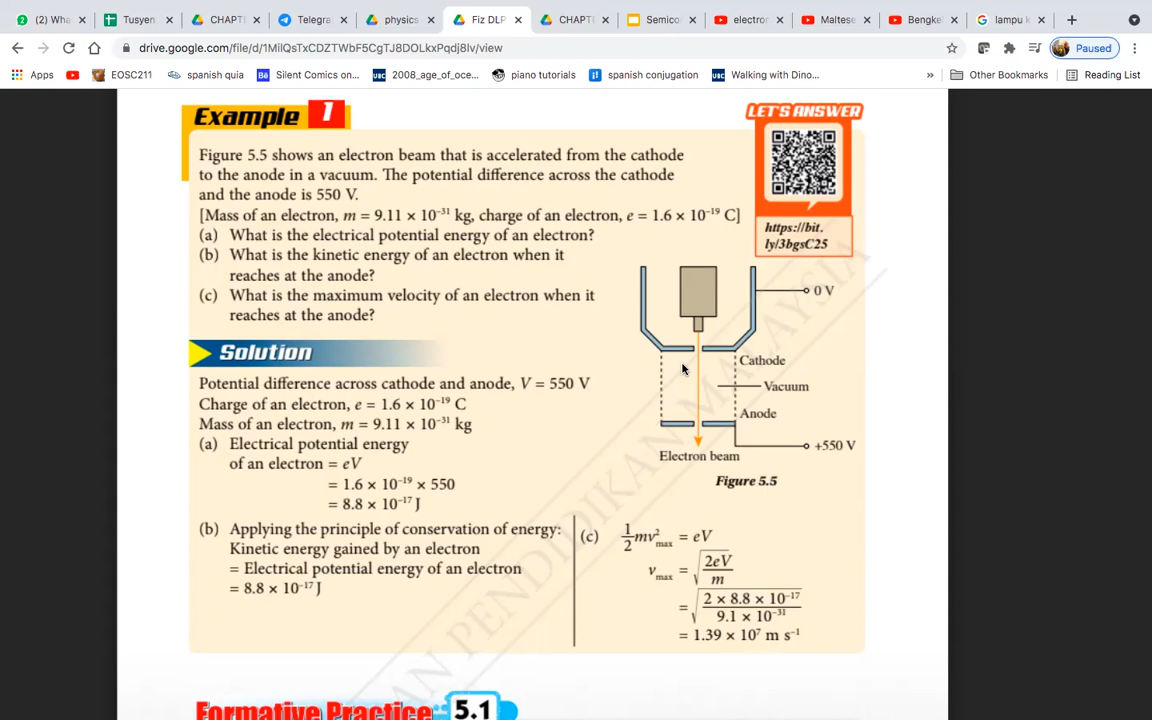 (2) Wha
Tusyen
CHAPT
Telegra
physics
Fiz DLP
CHAPT
Semico
electror
Maltese
Bengke
lampu k
drive.google.com/file/d/1MilQsTxCDZTWbF5CgTJ8DOLkxPqdj8lv/view
Paused
Apps
EOSC211
spanish quia
Silent Comics on...
2008_age_of_oce...
piano tutorials
spanish conjugation
Walking with Dino...
»
Other Bookmarks
Reading List
Example 1
LET'S ANSWER
https://bit.
ly/3bgsC25
Figure 5.5 shows an electron beam that is accelerated from the cathode
to the anode in a vacuum. The potential difference across the cathode
and the anode is 550 V.
[Mass of an electron, m = 9.11 × 10⁻³¹ kg, charge of an electron, e = 1.6 × 10⁻¹⁹ C]
(a) What is the electrical potential energy of an electron?
(b) What is the kinetic energy of an electron when it
reaches at the anode?
(c) What is the maximum velocity of an electron when it
reaches at the anode?
0 V
Cathode
Vacuum
Anode
+550 V
Electron beam
Figure 5.5
Solution
Potential difference across cathode and anode, V = 550 V
Charge of an electron, e = 1.6 × 10⁻¹⁹ C
Mass of an electron, m = 9.11 × 10⁻³¹ kg
(a) Electrical potential energy
of an electron = eV
= 1.6 × 10⁻¹⁹ × 550
= 8.8 × 10⁻¹⁷ J
(b) Applying the principle of conservation of energy:
Kinetic energy gained by an electron
= Electrical potential energy of an electron
= 8.8 × 10⁻¹⁷ J
(c) 1/2 mv²max = eV
vmax = √(2eV/m)
= √(2 × 8.8 × 10⁻¹⁷ / 9.1 × 10⁻³¹)
= 1.39 × 10⁷ m s⁻¹
PENDIDIKAN MALAYSIA
Formative Practice 5.1